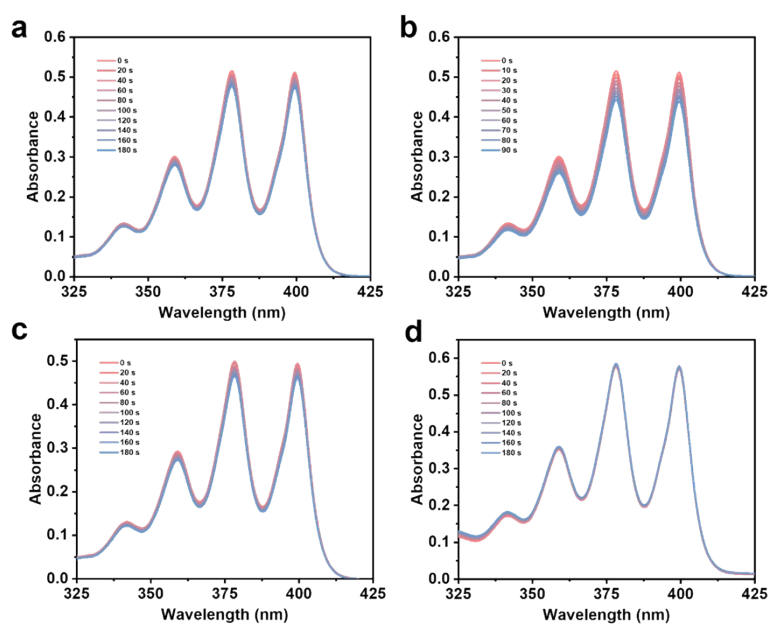 a
0.6
0.5
0.4
0.3
0.2
0.1
0.0
Absorbance
0 s
20 s
40 s
60 s
80 s
100 s
120 s
140 s
160 s
180 s
325 350 375 400 425
Wavelength (nm)
b
0.6
0.5
0.4
0.3
0.2
0.1
0.0
Absorbance
0 s
10 s
20 s
30 s
40 s
50 s
60 s
70 s
80 s
90 s
325 350 375 400 425
Wavelength (nm)
c
0.5
0.4
0.3
0.2
0.1
0.0
Absorbance
0 s
20 s
40 s
60 s
80 s
100 s
120 s
140 s
160 s
180 s
325 350 375 400 425
Wavelength (nm)
d
0.6
0.5
0.4
0.3
0.2
0.1
0.0
Absorbance
0 s
20 s
40 s
60 s
80 s
100 s
120 s
140 s
160 s
180 s
325 350 375 400 425
Wavelength (nm)